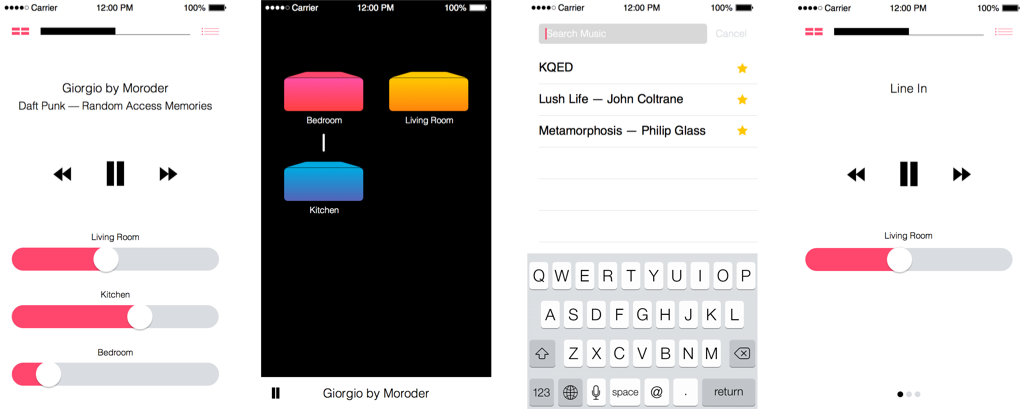 Carrier 12:00 PM 100%
Giorgio by Moroder
Daft Punk — Random Access Memories
Living Room
Kitchen
Bedroom
Carrier 12:00 PM 100%
Bedroom
Living Room
Kitchen
Giorgio by Moroder
Carrier 12:00 PM 100%
Search Music Cancel
KQED
Lush Life — John Coltrane
Metamorphosis — Philip Glass
Q W E R T Y U I O P
A S D F G H J K L
Z X C V B N M
123 space @ . return
Carrier 12:00 PM 100%
Line In
Living Room